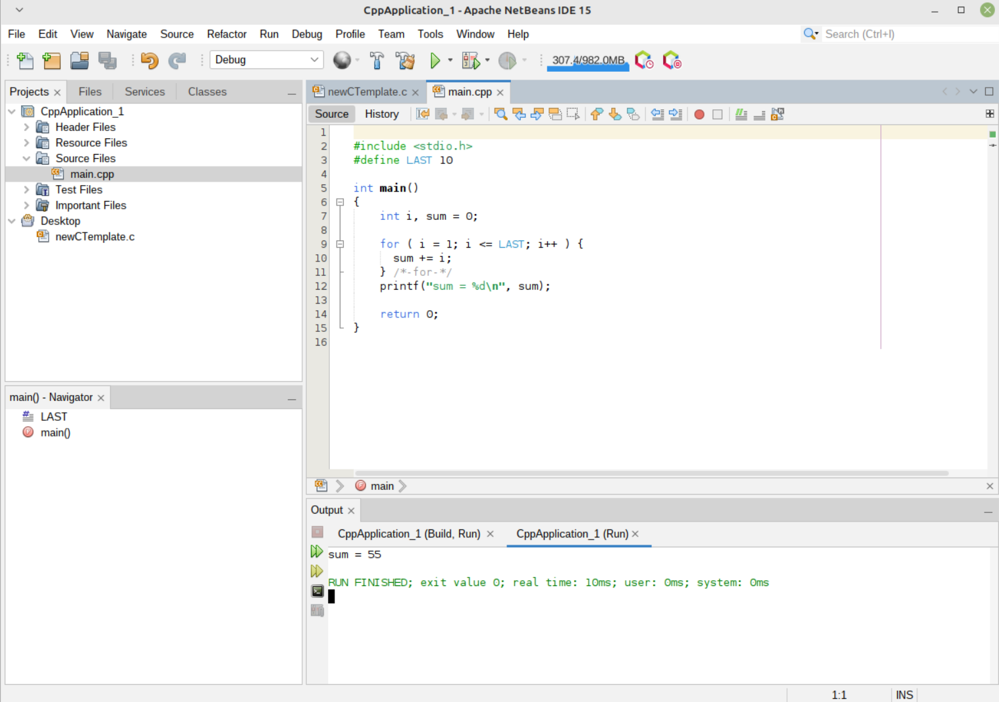 CppApplication_1 - Apache NetBeans IDE 15
File Edit View Navigate Source Refactor Run Debug Profile Team Tools Window Help
Search (Ctrl+I)
Debug
307.4/982.0MB
Projects Files Services Classes
CppApplication_1
Header Files
Resource Files
Source Files
main.cpp
Test Files
Important Files
Desktop
newCTemplate.c
main() - Navigator
LAST
main()
newCTemplate.c main.cpp
Source History
1
2 #include <stdio.h>
3 #define LAST 10
4
5 int main()
6 {
7     int i, sum = 0;
8
9     for ( i = 1; i <= LAST; i++ ) {
10       sum += i;
11     } /*-for-*/
12     printf("sum = %d\n", sum);
13
14     return 0;
15 }
16
main
Output
CppApplication_1 (Build, Run) CppApplication_1 (Run)
sum = 55
RUN FINISHED; exit value 0; real time: 10ms; user: 0ms; system: 0ms
1:1 INS